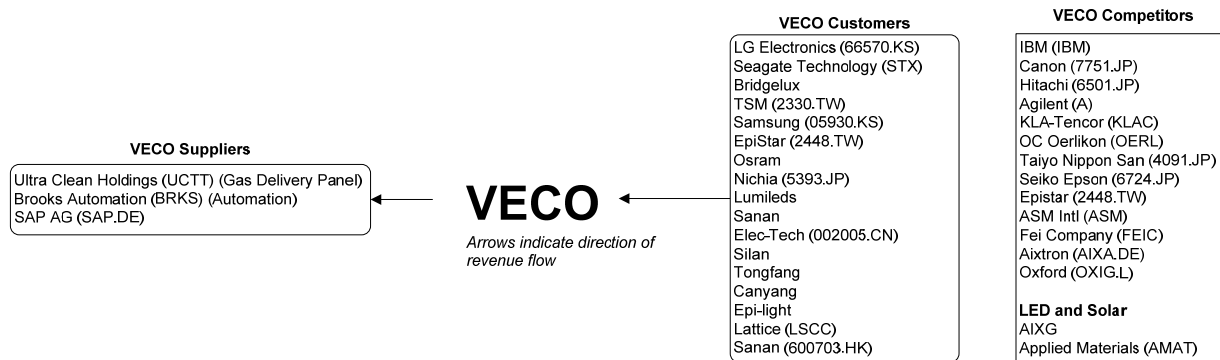 VECO Suppliers
Ultra Clean Holdings (UCTT) (Gas Delivery Panel)
Brooks Automation (BRKS) (Automation)
SAP AG (SAP.DE)
VECO
Arrows indicate direction of
revenue flow
VECO Customers
LG Electronics (66570.KS)
Seagate Technology (STX)
Bridgelux
TSM (2330.TW)
Samsung (05930.KS)
EpiStar (2448.TW)
Osram
Nichia (5393.JP)
Lumileds
Sanan
Elec-Tech (002005.CN)
Silan
Tongfang
Canyang
Epi-light
Lattice (LSCC)
Sanan (600703.HK)
VECO Competitors
IBM (IBM)
Canon (7751.JP)
Hitachi (6501.JP)
Agilent (A)
KLA-Tencor (KLAC)
OC Oerlikon (OERL)
Taiyo Nippon San (4091.JP)
Seiko Epson (6724.JP)
Epistar (2448.TW)
ASM Intl (ASM)
Fei Company (FEIC)
Aixtron (AIXA.DE)
Oxford (OXIG.L)
LED and Solar
AIXG
Applied Materials (AMAT)